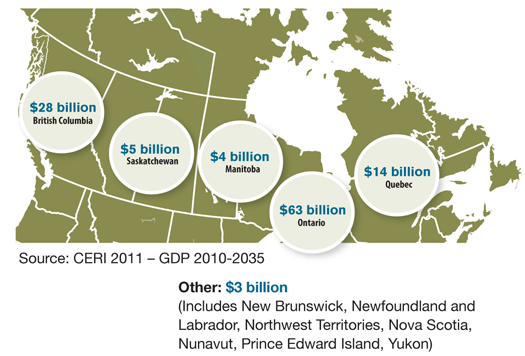 $28 billion
British Columbia
$5 billion
Saskatchewan
$4 billion
Manitoba
$14 billion
Quebec
$63 billion
Ontario
Source: CERI 2011 – GDP 2010-2035
Other: $3 billion
(Includes New Brunswick, Newfoundland and
Labrador, Northwest Territories, Nova Scotia,
Nunavut, Prince Edward Island, Yukon)